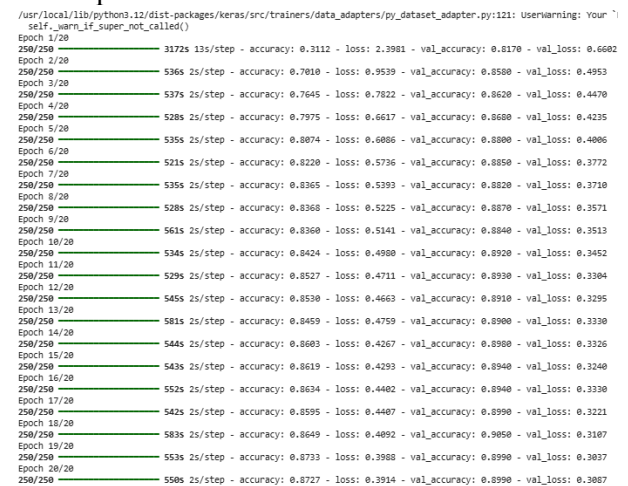 /usr/local/lib/python3.12/dist-packages/keras/src/trainers/data_adapters/py_dataset_adapter.py:121: UserWarning: Your `
self._warn_if_super_not_called()
Epoch 1/20
250/250 3172s 13s/step - accuracy: 0.3112 - loss: 2.3981 - val_accuracy: 0.8170 - val_loss: 0.6602
Epoch 2/20
250/250 536s 2s/step - accuracy: 0.7010 - loss: 0.9539 - val_accuracy: 0.8580 - val_loss: 0.4953
Epoch 3/20
250/250 537s 2s/step - accuracy: 0.7645 - loss: 0.7822 - val_accuracy: 0.8620 - val_loss: 0.4470
Epoch 4/20
250/250 528s 2s/step - accuracy: 0.7975 - loss: 0.6617 - val_accuracy: 0.8680 - val_loss: 0.4235
Epoch 5/20
250/250 535s 2s/step - accuracy: 0.8074 - loss: 0.6086 - val_accuracy: 0.8800 - val_loss: 0.4006
Epoch 6/20
250/250 521s 2s/step - accuracy: 0.8220 - loss: 0.5736 - val_accuracy: 0.8850 - val_loss: 0.3772
Epoch 7/20
250/250 535s 2s/step - accuracy: 0.8365 - loss: 0.5393 - val_accuracy: 0.8820 - val_loss: 0.3710
Epoch 8/20
250/250 528s 2s/step - accuracy: 0.8368 - loss: 0.5225 - val_accuracy: 0.8870 - val_loss: 0.3571
Epoch 9/20
250/250 561s 2s/step - accuracy: 0.8360 - loss: 0.5141 - val_accuracy: 0.8840 - val_loss: 0.3513
Epoch 10/20
250/250 534s 2s/step - accuracy: 0.8424 - loss: 0.4980 - val_accuracy: 0.8920 - val_loss: 0.3452
Epoch 11/20
250/250 529s 2s/step - accuracy: 0.8527 - loss: 0.4711 - val_accuracy: 0.8930 - val_loss: 0.3304
Epoch 12/20
250/250 545s 2s/step - accuracy: 0.8530 - loss: 0.4663 - val_accuracy: 0.8910 - val_loss: 0.3295
Epoch 13/20
250/250 581s 2s/step - accuracy: 0.8459 - loss: 0.4759 - val_accuracy: 0.8900 - val_loss: 0.3330
Epoch 14/20
250/250 544s 2s/step - accuracy: 0.8603 - loss: 0.4267 - val_accuracy: 0.8980 - val_loss: 0.3326
Epoch 15/20
250/250 543s 2s/step - accuracy: 0.8619 - loss: 0.4293 - val_accuracy: 0.8940 - val_loss: 0.3240
Epoch 16/20
250/250 552s 2s/step - accuracy: 0.8634 - loss: 0.4402 - val_accuracy: 0.8940 - val_loss: 0.3330
Epoch 17/20
250/250 542s 2s/step - accuracy: 0.8595 - loss: 0.4407 - val_accuracy: 0.8990 - val_loss: 0.3221
Epoch 18/20
250/250 583s 2s/step - accuracy: 0.8649 - loss: 0.4092 - val_accuracy: 0.9050 - val_loss: 0.3107
Epoch 19/20
250/250 553s 2s/step - accuracy: 0.8733 - loss: 0.3988 - val_accuracy: 0.8990 - val_loss: 0.3037
Epoch 20/20
250/250 550s 2s/step - accuracy: 0.8727 - loss: 0.3914 - val_accuracy: 0.8990 - val_loss: 0.3087